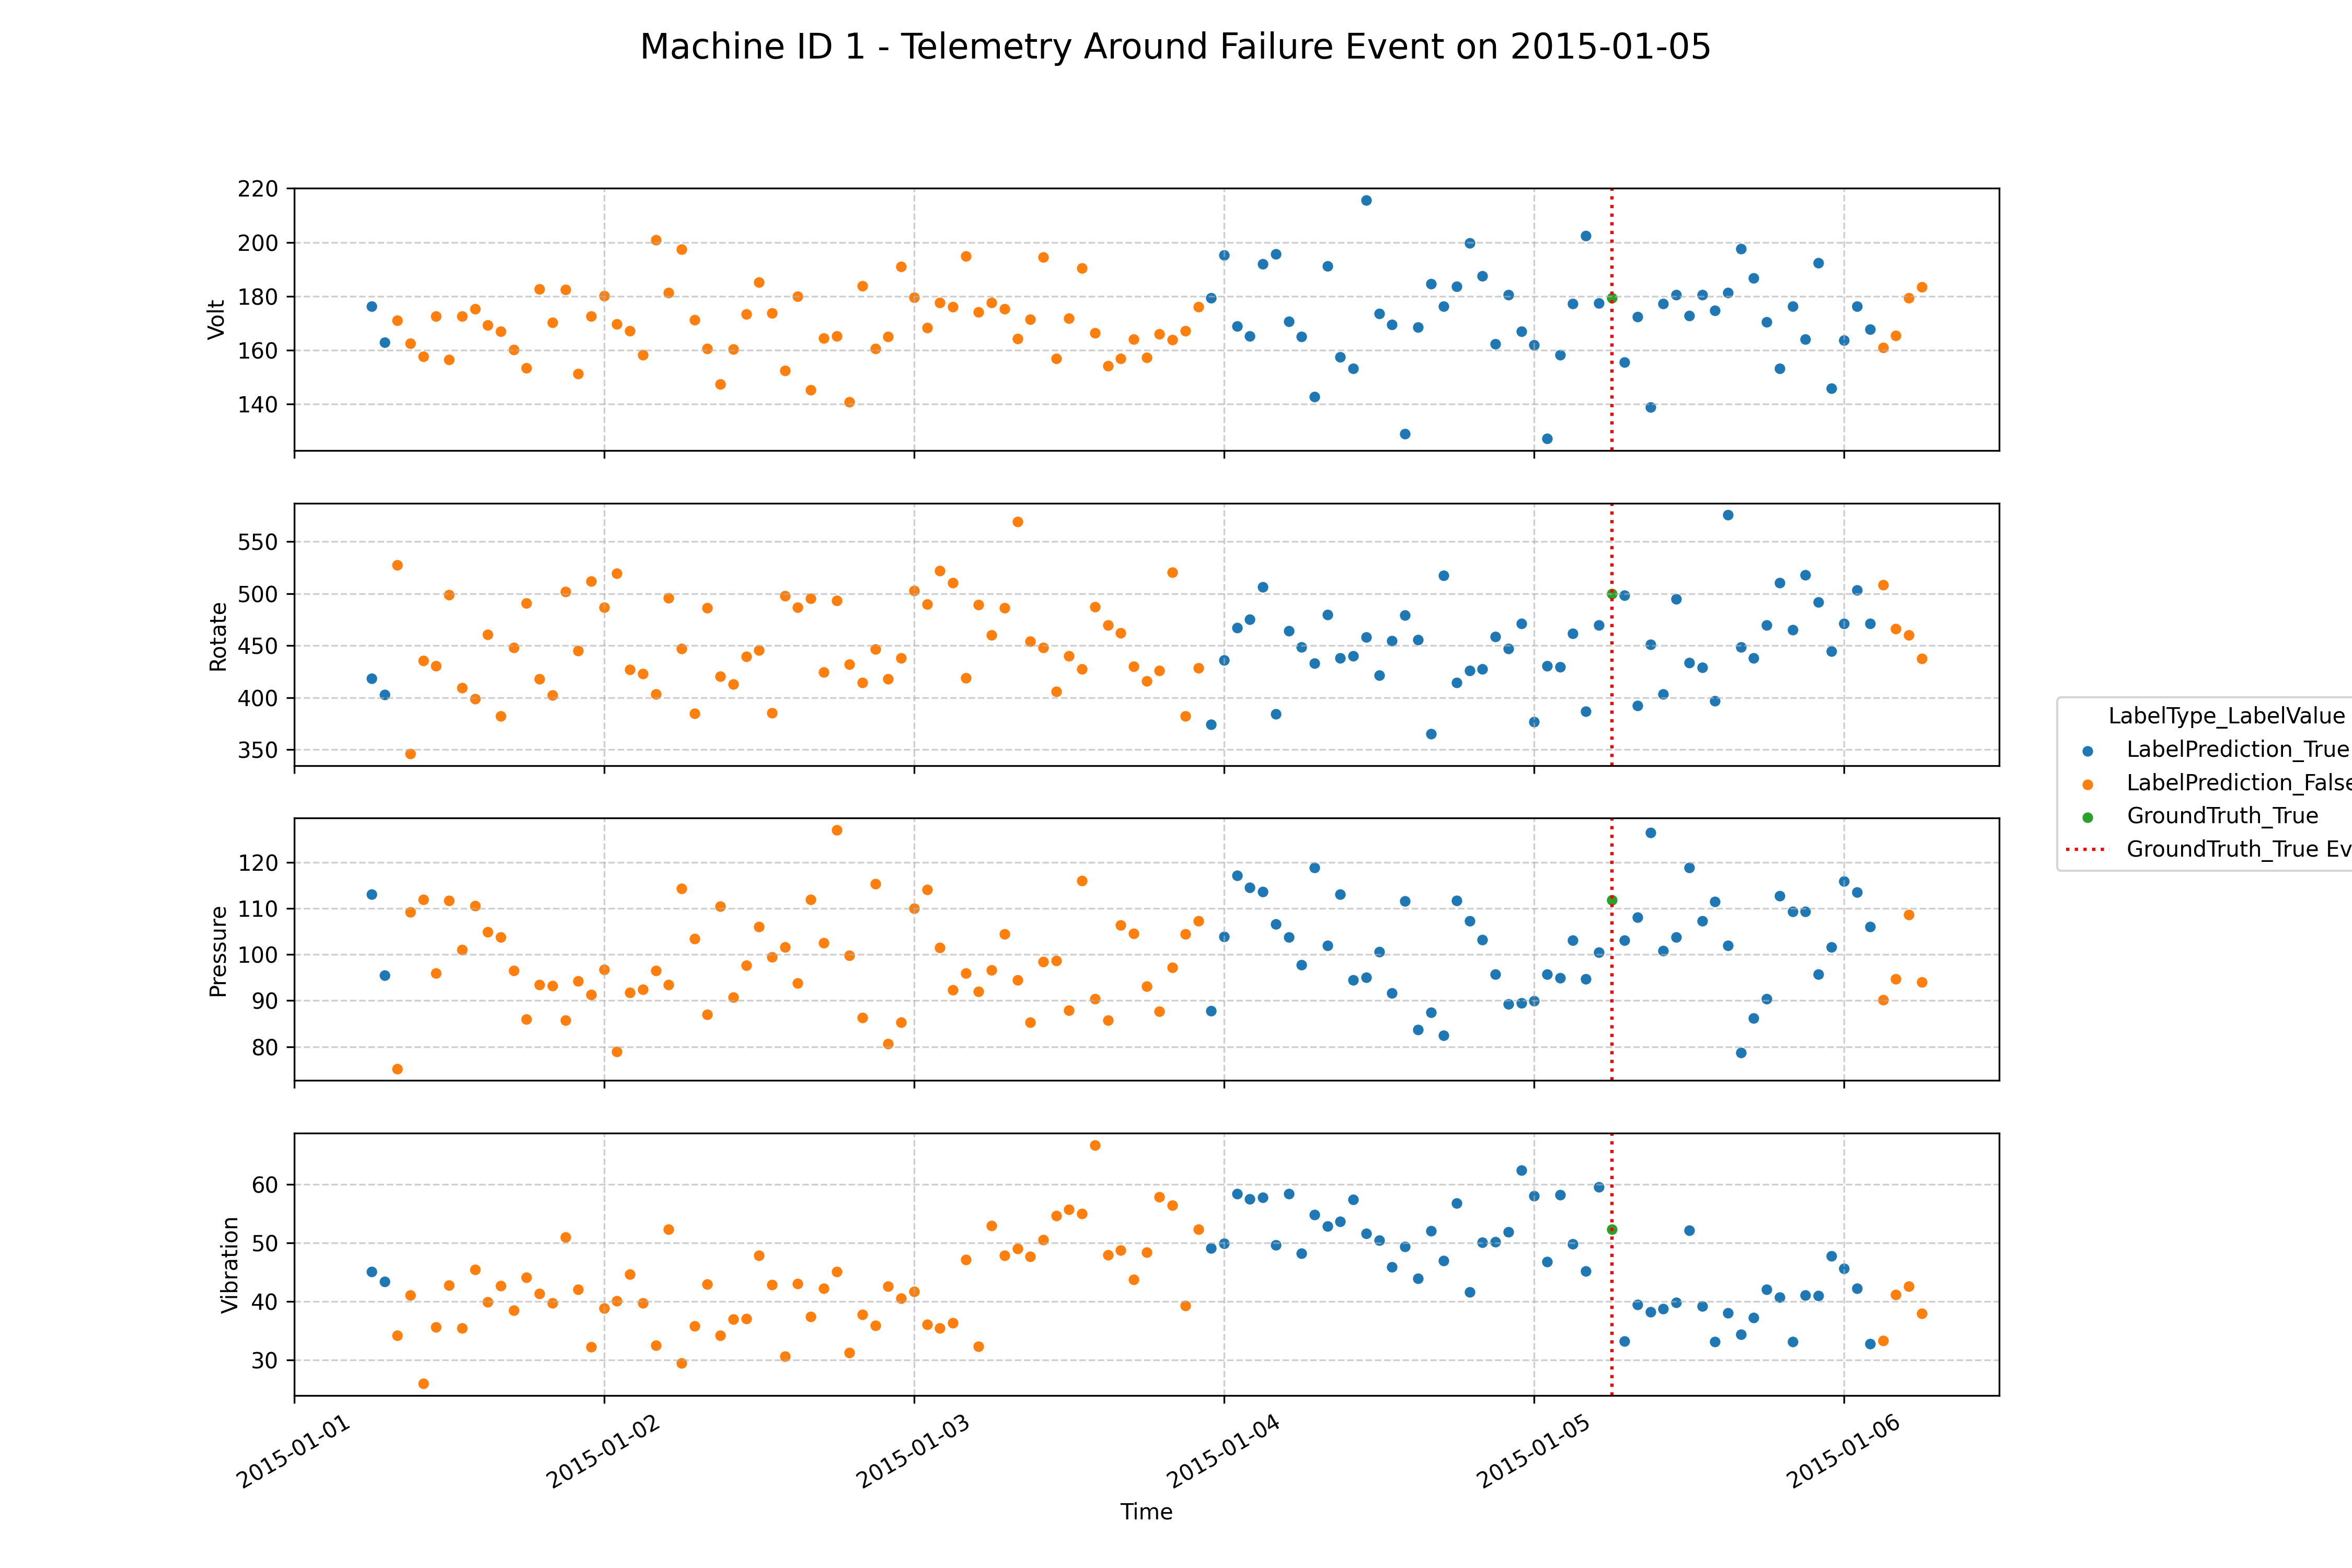 Machine ID 1 - Telemetry Around Failure Event on 2015-01-05
220
200
180
160
140
Volt
550
500
450
400
350
Rotate
120
110
100
90
80
Pressure
60
50
40
30
Vibration
2015-01-01
2015-01-02
2015-01-03
2015-01-04
2015-01-05
2015-01-06
Time
LabelType_LabelValue
LabelPrediction_True
LabelPrediction_False
GroundTruth_True
GroundTruth_True Ev